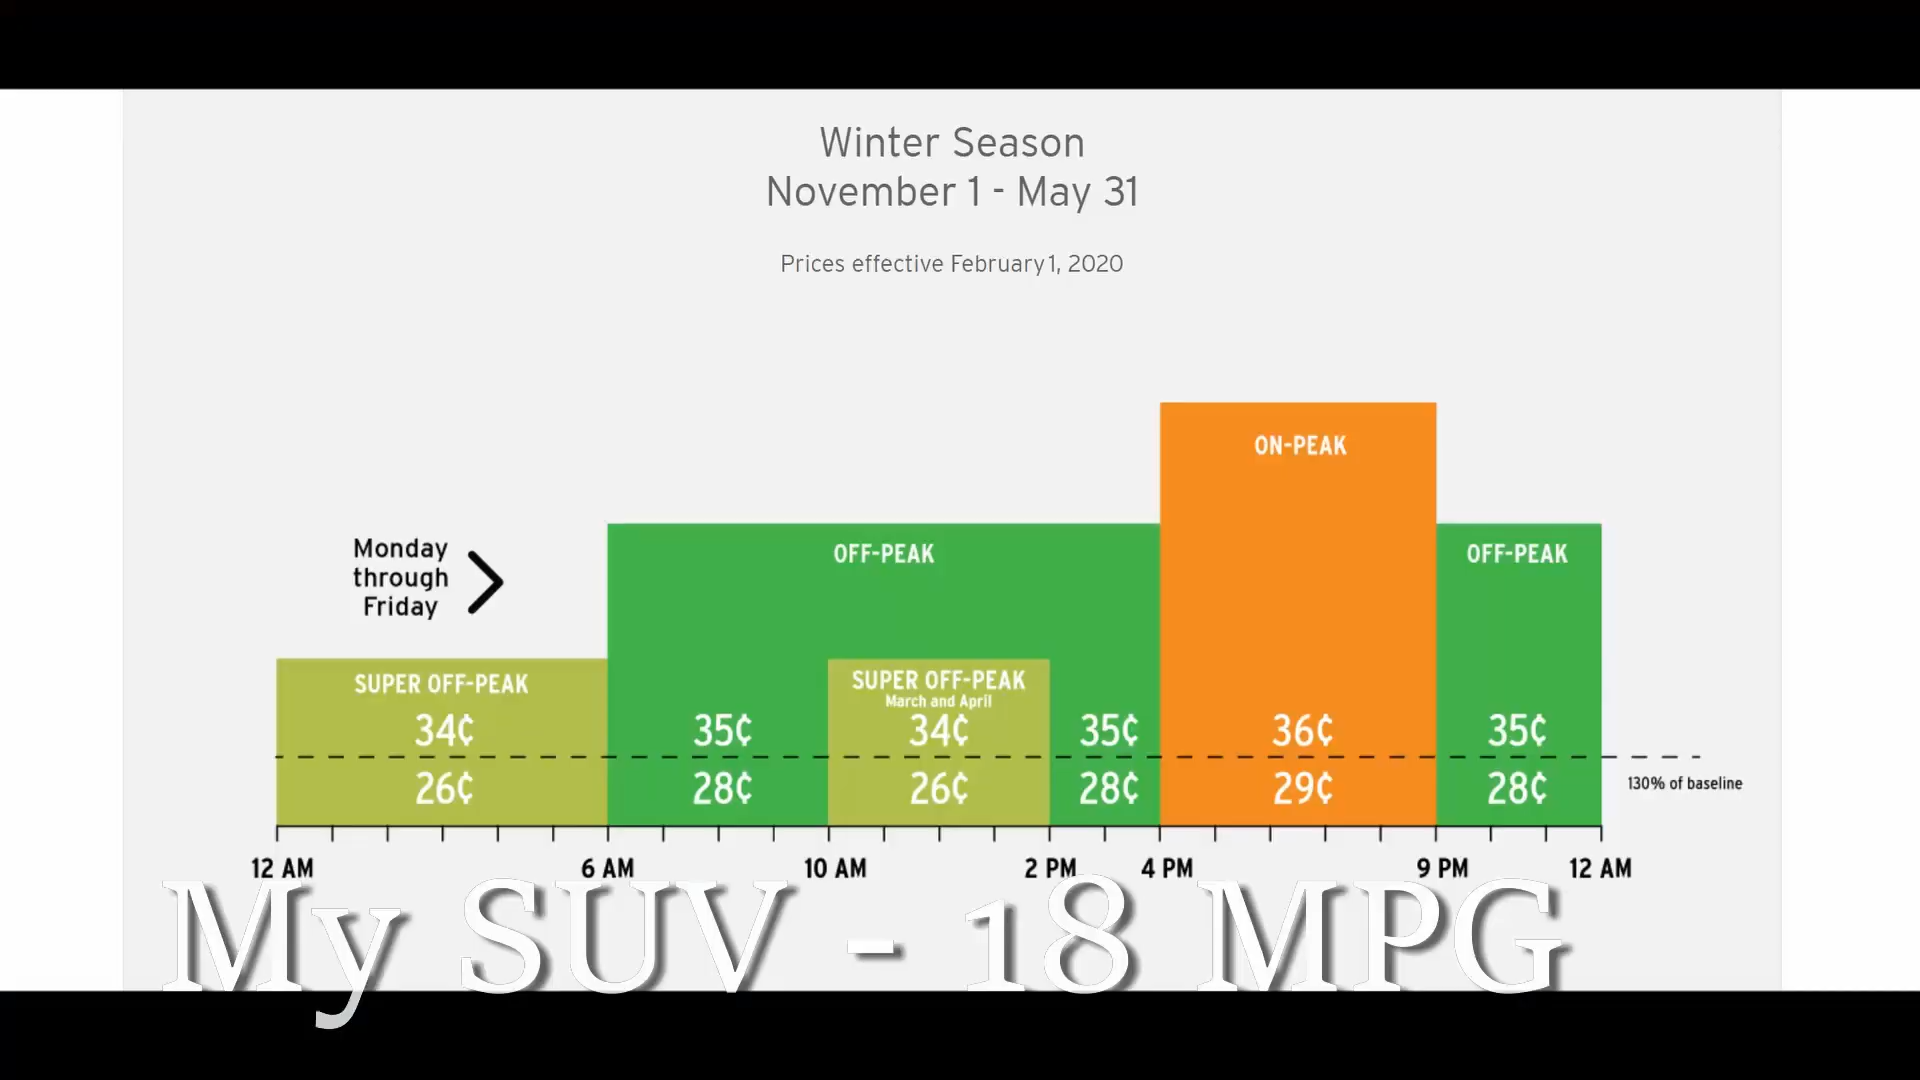 Winter Season
November 1 - May 31
Prices effective February 1, 2020
ON-PEAK
OFF-PEAK
OFF-PEAK
Monday
through
Friday
SUPER OFF-PEAK
SUPER OFF-PEAK
March and April
34¢ 35¢ 34¢ 35¢ 36¢ 35¢
26¢ 28¢ 26¢ 28¢ 29¢ 28¢
130% of baseline
12 AM 6 AM 10 AM 2 PM 4 PM 9 PM 12 AM
My SUV - 18 MPG